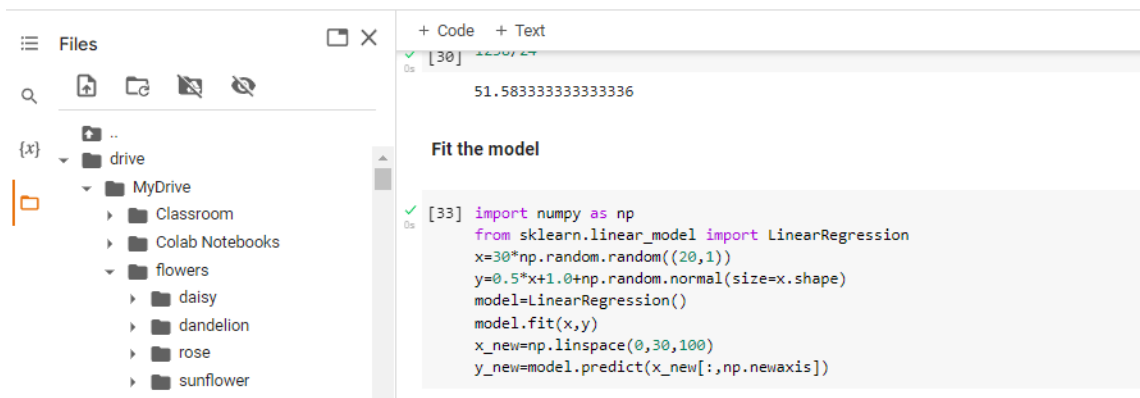 Files
{x}
..
drive
MyDrive
Classroom
Colab Notebooks
flowers
daisy
dandelion
rose
sunflower
+ Code + Text
[30] 1238/24
0s
51.583333333333336
Fit the model
[33] import numpy as np
0s
from sklearn.linear_model import LinearRegression
x=30*np.random.random((20,1))
y=0.5*x+1.0+np.random.normal(size=x.shape)
model=LinearRegression()
model.fit(x,y)
x_new=np.linspace(0,30,100)
y_new=model.predict(x_new[:,np.newaxis])